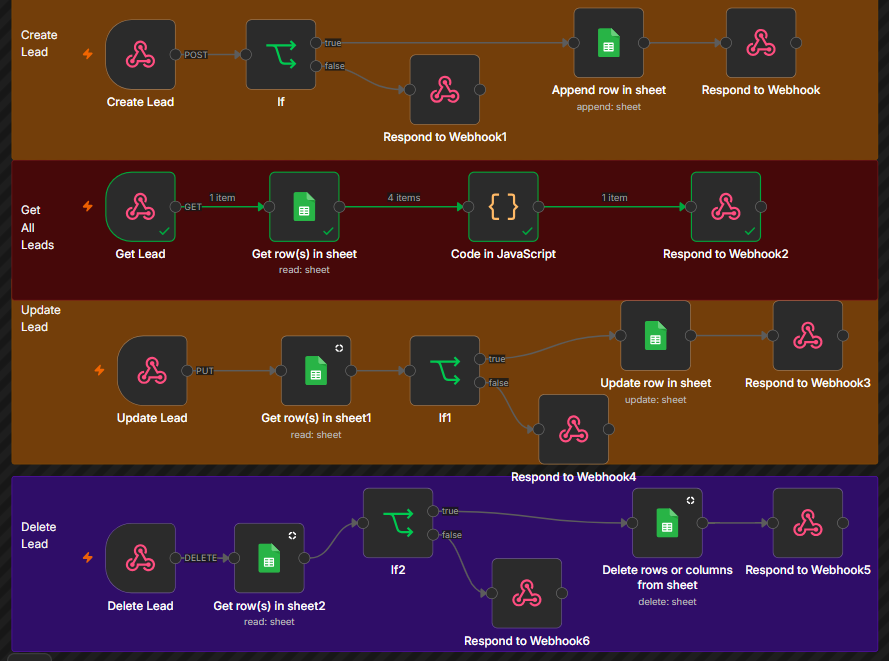 Create
Lead
POST
true
false
Create Lead
If
Respond to Webhook1
Append row in sheet
append: sheet
Respond to Webhook
Get
All
Leads
GET
1 item
4 items
1 item
Get Lead
Get row(s) in sheet
read: sheet
Code in JavaScript
Respond to Webhook2
Update
Lead
PUT
true
false
Update Lead
Get row(s) in sheet1
read: sheet
If1
Update row in sheet
update: sheet
Respond to Webhook3
Respond to Webhook4
Delete
Lead
DELETE
true
false
Delete Lead
Get row(s) in sheet2
read: sheet
If2
Respond to Webhook6
Delete rows or columns
from sheet
delete: sheet
Respond to Webhook5